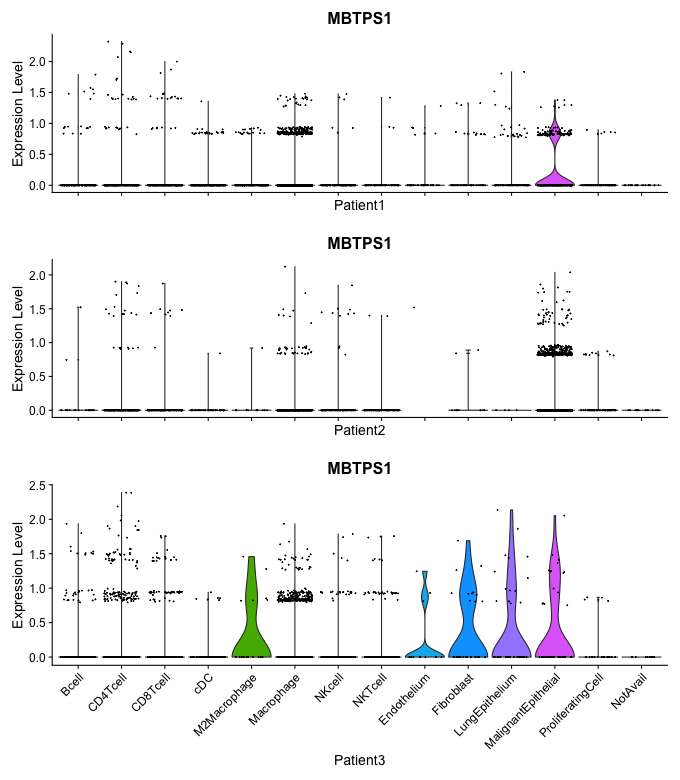 MBTPS1
Expression Level
2.0
1.5
1.0
0.5
0.0
Patient1
MBTPS1
Expression Level
2.0
1.5
1.0
0.5
0.0
Patient2
MBTPS1
Expression Level
2.5
2.0
1.5
1.0
0.5
0.0
Bcell
CD4Tcell
CD8Tcell
cDC
M2Macrophage
Macrophage
NKcell
NKTcell
Endothelium
Fibroblast
LungEpithelium
MalignantEpithelial
ProliferatingCell
NotAvail
Patient3